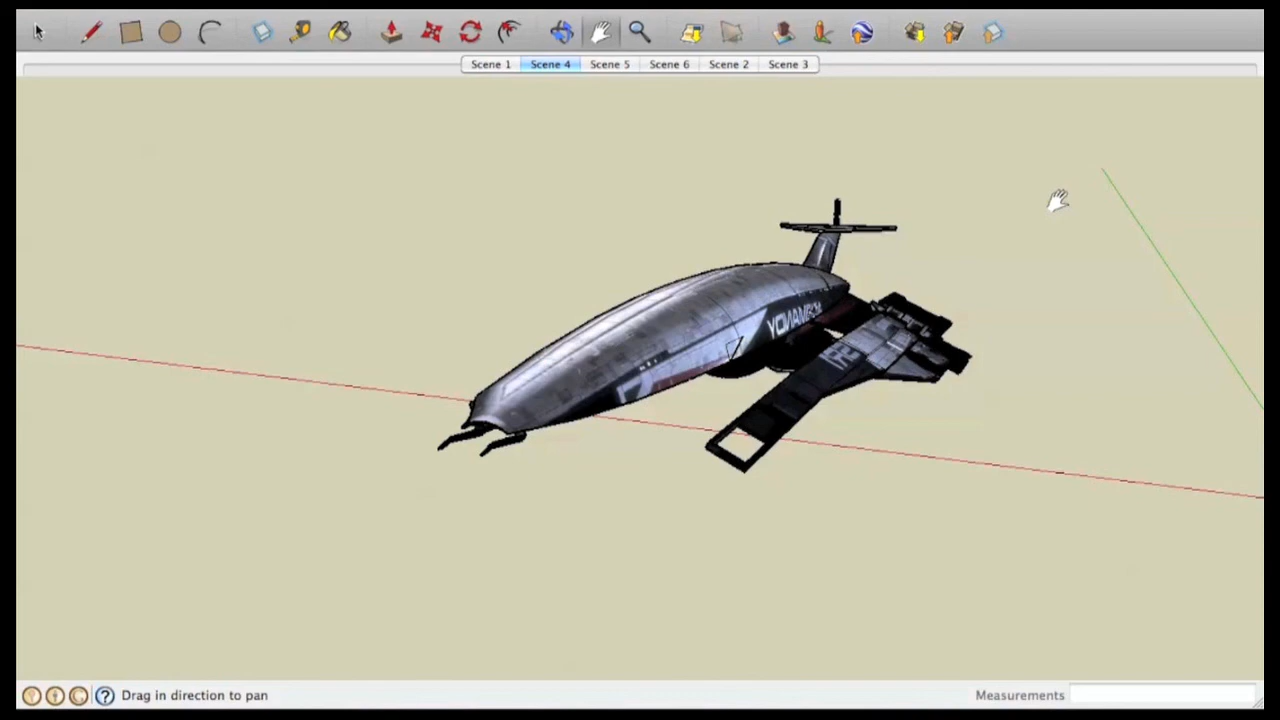 Scene 1
Scene 4
Scene 5
Scene 6
Scene 2
Scene 3
Drag in direction to pan
Measurements